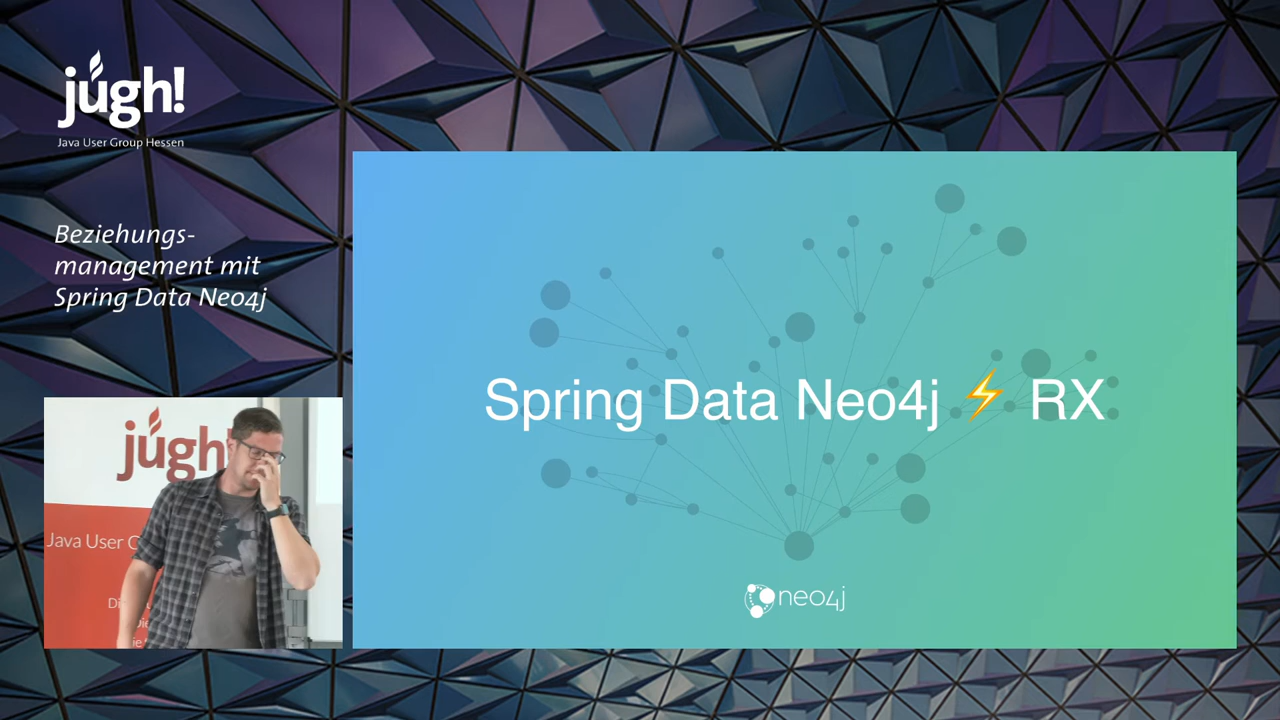 jugh!
Java User Group Hessen
Beziehungs-
management mit
Spring Data Neo4j
Spring Data Neo4j ⚡ RX
neo4j
jugh!
Java User